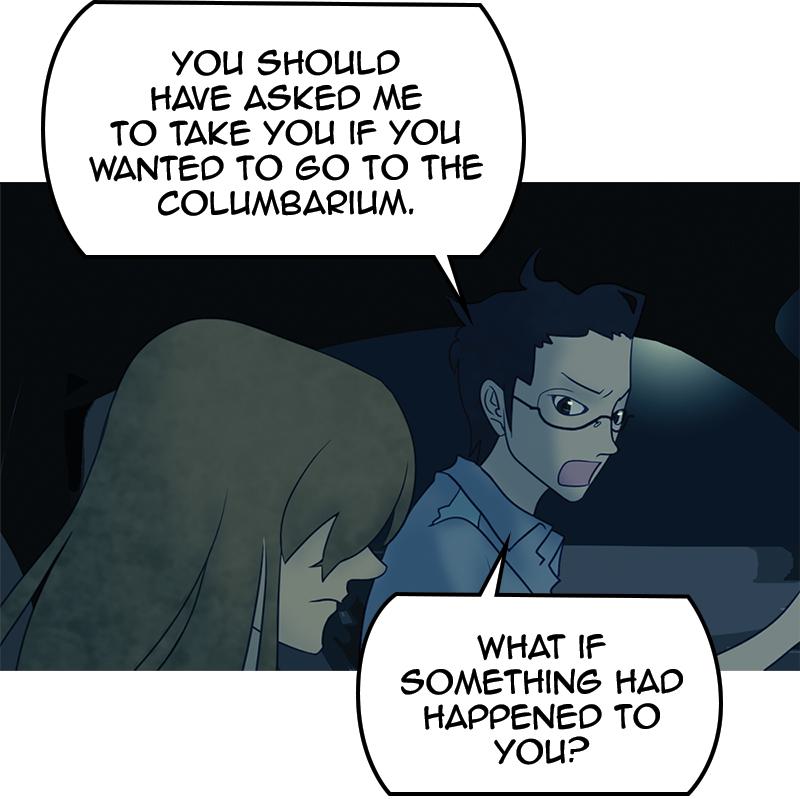 YOU SHOULD
HAVE ASKED ME
TO TAKE YOU IF YOU
WANTED TO GO TO THE
COLUMBARIUM.
WHAT IF
SOMETHING HAD
HAPPENED TO
YOU?